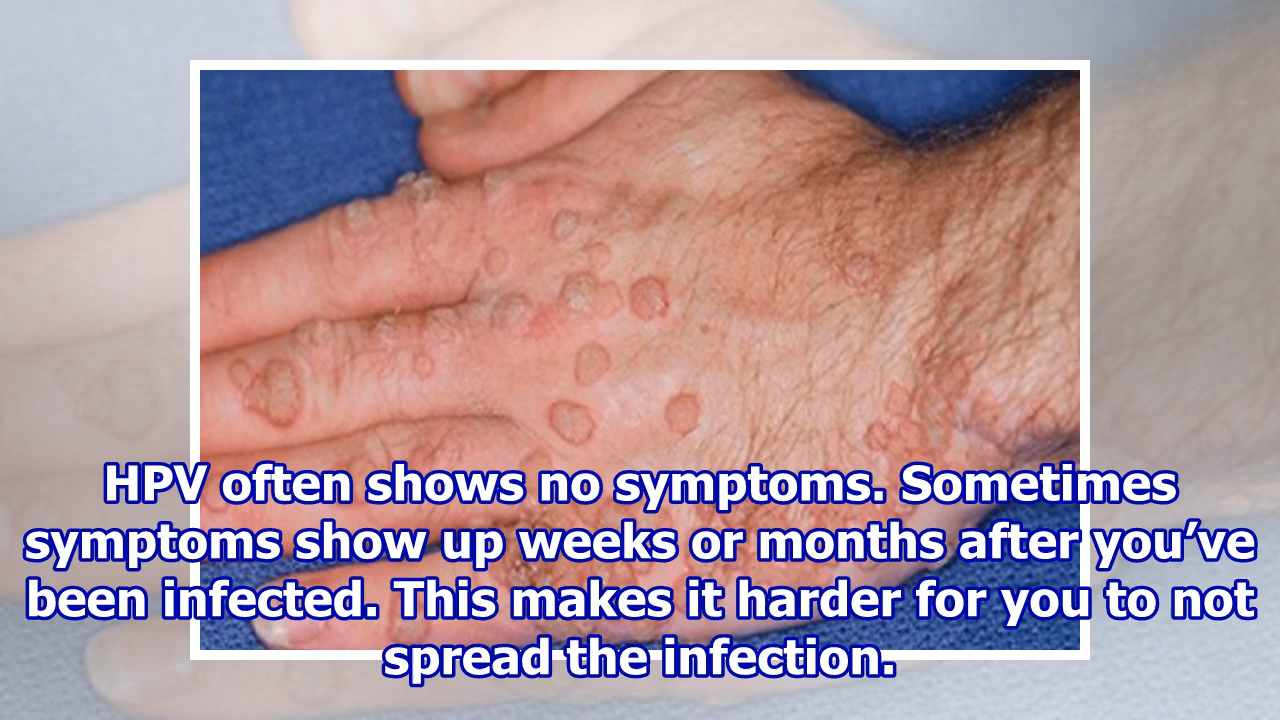 HPV often shows no symptoms. Sometimes
symptoms show up weeks or months after you’ve
been infected. This makes it harder for you to not
spread the infection.